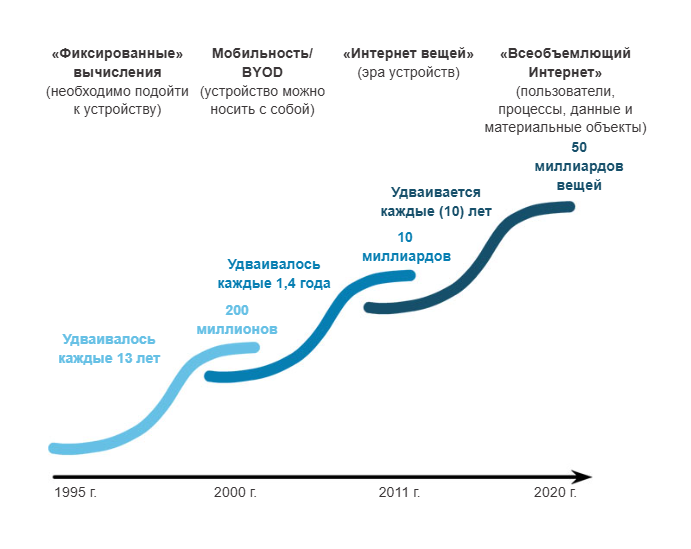 «Фиксированные»
вычисления
(необходимо подойти
к устройству)
Мобильность/
BYOD
(устройство можно
носить с собой)
«Интернет вещей»
(эра устройств)
«Всеобъемлющий
Интернет»
(пользователи,
процессы, данные и
материальные объекты)
50
миллиардов
вещей
Удваивается
каждые (10) лет
10
миллиардов
Удваивалось
каждые 1,4 года
200
миллионов
Удваивалось
каждые 13 лет
1995 г.
2000 г.
2011 г.
2020 г.